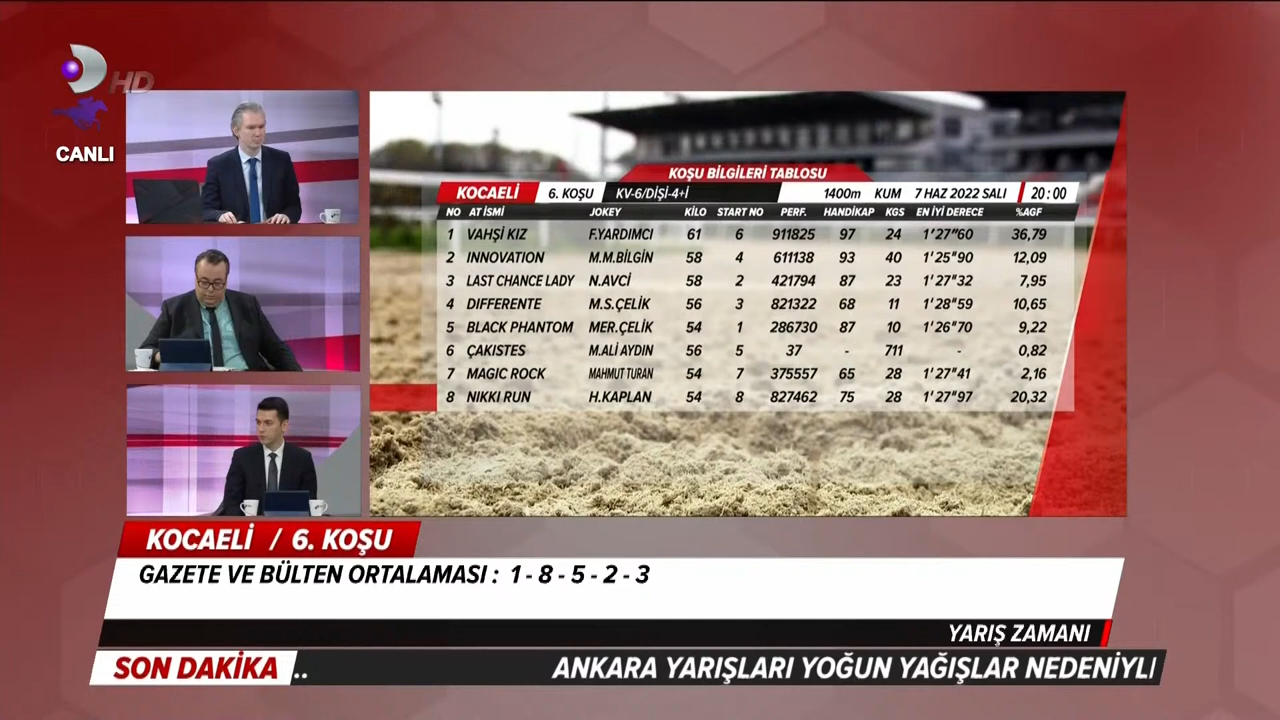 HD
CANLI
KOŞU BİLGİLERİ TABLOSU
KOCAELİ 6. KOŞU KV-6/DİŞİ-4+İ 1400m KUM 7 HAZ 2022 SALI 20:00
NO AT İSMİ JOKEY KİLO START NO PERF. HANDİKAP KGS EN İYİ DERECE %AGF
1 VAHŞİ KIZ F.YARDIMCI 61 6 911825 97 24 1'27"60 36,79
2 INNOVATION M.M.BİLGİN 58 4 611138 93 40 1'25"90 12,09
3 LAST CHANCE LADY N.AVCİ 58 2 421794 87 23 1'27"32 7,95
4 DIFFERENTE M.S.ÇELİK 56 3 821322 68 11 1'28"59 10,65
5 BLACK PHANTOM MER.ÇELİK 54 1 286730 87 10 1'26"70 9,22
6 ÇAKISTES M.ALİ AYDIN 56 5 37 - 711 - 0,82
7 MAGIC ROCK MAHMUT TURAN 54 7 375557 65 28 1'27"41 2,16
8 NIKKI RUN H.KAPLAN 54 8 827462 75 28 1'27"97 20,32
KOCAELİ / 6. KOŞU
GAZETE VE BÜLTEN ORTALAMASI : 1 - 8 - 5 - 2 - 3
YARIŞ ZAMANI
SON DAKİKA .. ANKARA YARIŞLARI YOĞUN YAĞIŞLAR NEDENİYL